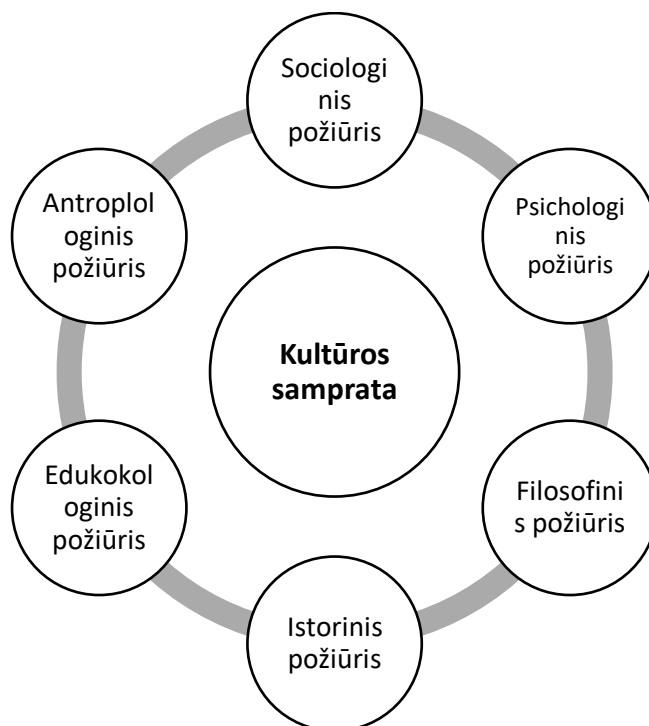 Sociologi
nis
požiūris
Psichologi
nis
požiūris
Filosofini
s požiūris
Istorinis
požiūris
Edukokol
oginis
požiūris
Antroplol
oginis
požiūris
Kultūros
samprata